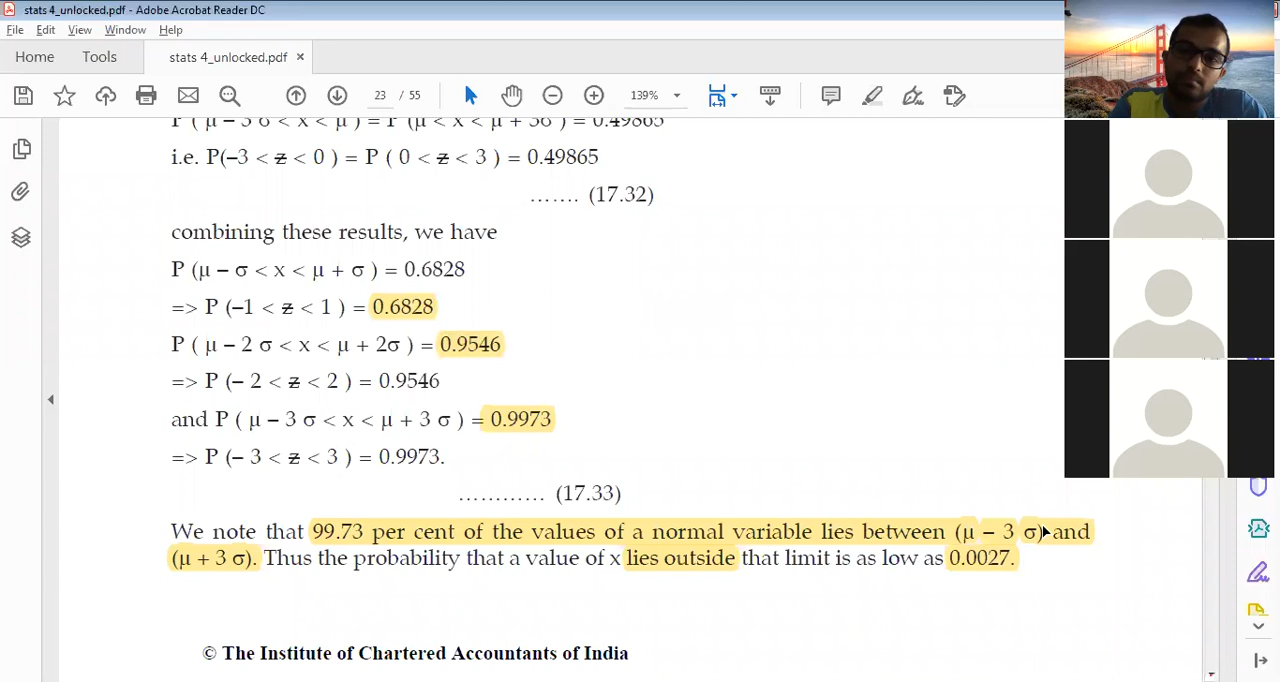 stats 4_unlocked.pdf - Adobe Acrobat Reader DC
File Edit View Window Help
Home Tools stats 4_unlocked.pdf ×
23 / 55 139%
P ( μ – 3 σ < x < μ ) = P (μ < x < μ + 3σ ) = 0.49865
i.e. P(–3 < z < 0 ) = P ( 0 < z < 3 ) = 0.49865
……. (17.32)
combining these results, we have
P (μ – σ < x < μ + σ ) = 0.6828
=> P (–1 < z < 1 ) = 0.6828
P ( μ – 2 σ < x < μ + 2σ ) = 0.9546
=> P (– 2 < z < 2 ) = 0.9546
and P ( μ – 3 σ < x < μ + 3 σ ) = 0.9973
=> P (– 3 < z < 3 ) = 0.9973.
………… (17.33)
We note that 99.73 per cent of the values of a normal variable lies between (μ – 3 σ) and
(μ + 3 σ). Thus the probability that a value of x lies outside that limit is as low as 0.0027.
© The Institute of Chartered Accountants of India